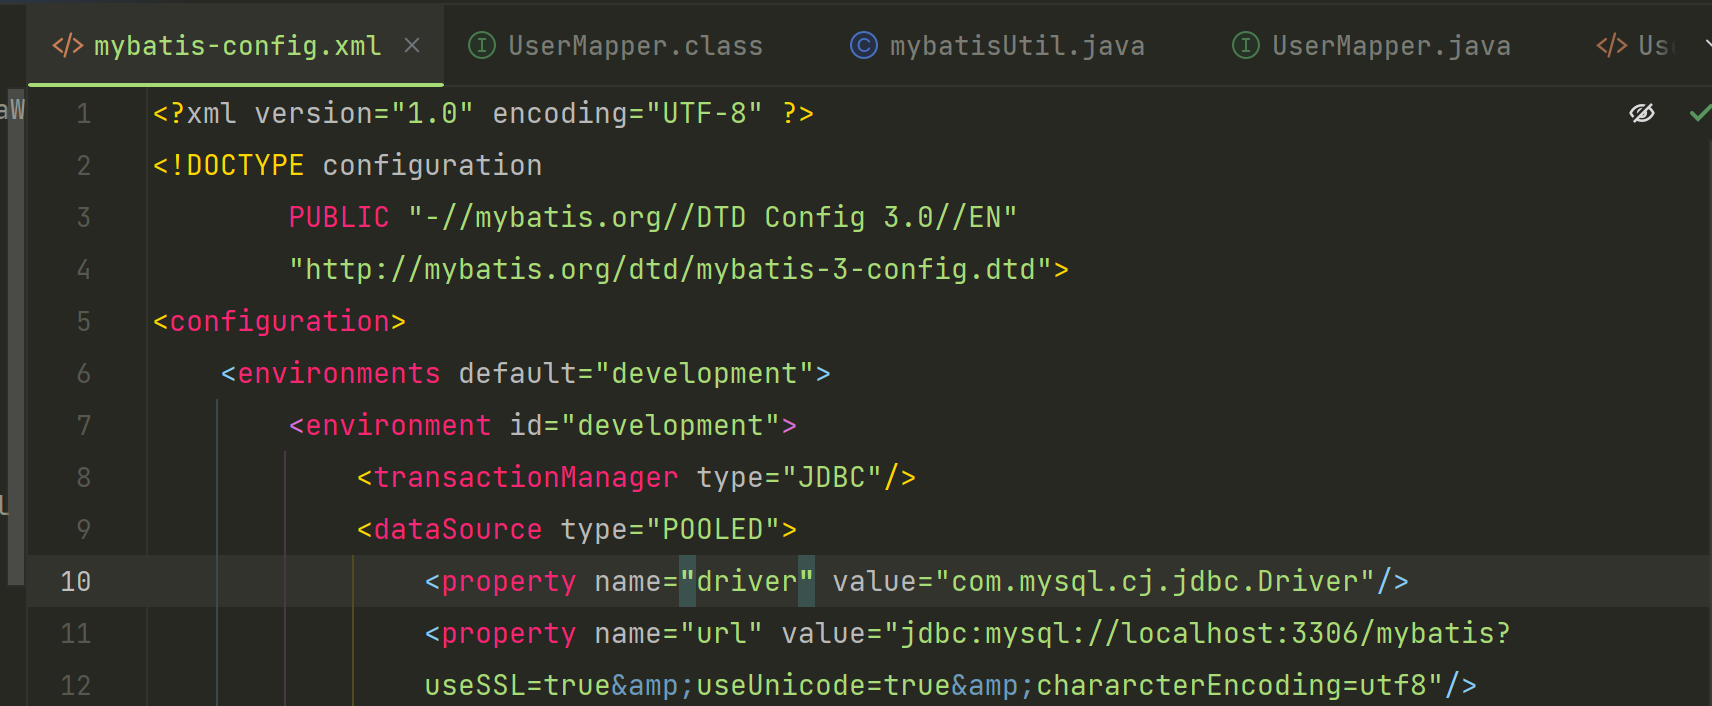 mybatis-config.xml UserMapper.class mybatisUtil.java UserMapper.java
1 <?xml version="1.0" encoding="UTF-8" ?>
2 <!DOCTYPE configuration
3 PUBLIC "-//mybatis.org//DTD Config 3.0//EN"
4 "http://mybatis.org/dtd/mybatis-3-config.dtd">
5 <configuration>
6 <environments default="development">
7 <environment id="development">
8 <transactionManager type="JDBC"/>
9 <dataSource type="POOLED">
10 <property name="driver" value="com.mysql.cj.jdbc.Driver"/>
11 <property name="url" value="jdbc:mysql://localhost:3306/mybatis?
12 useSSL=true&amp;useUnicode=true&amp;chararcterEncoding=utf8"/>